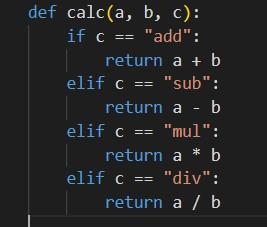 def calc(a, b, c):
    if c == "add":
        return a + b
    elif c == "sub":
        return a - b
    elif c == "mul":
        return a * b
    elif c == "div":
        return a / b